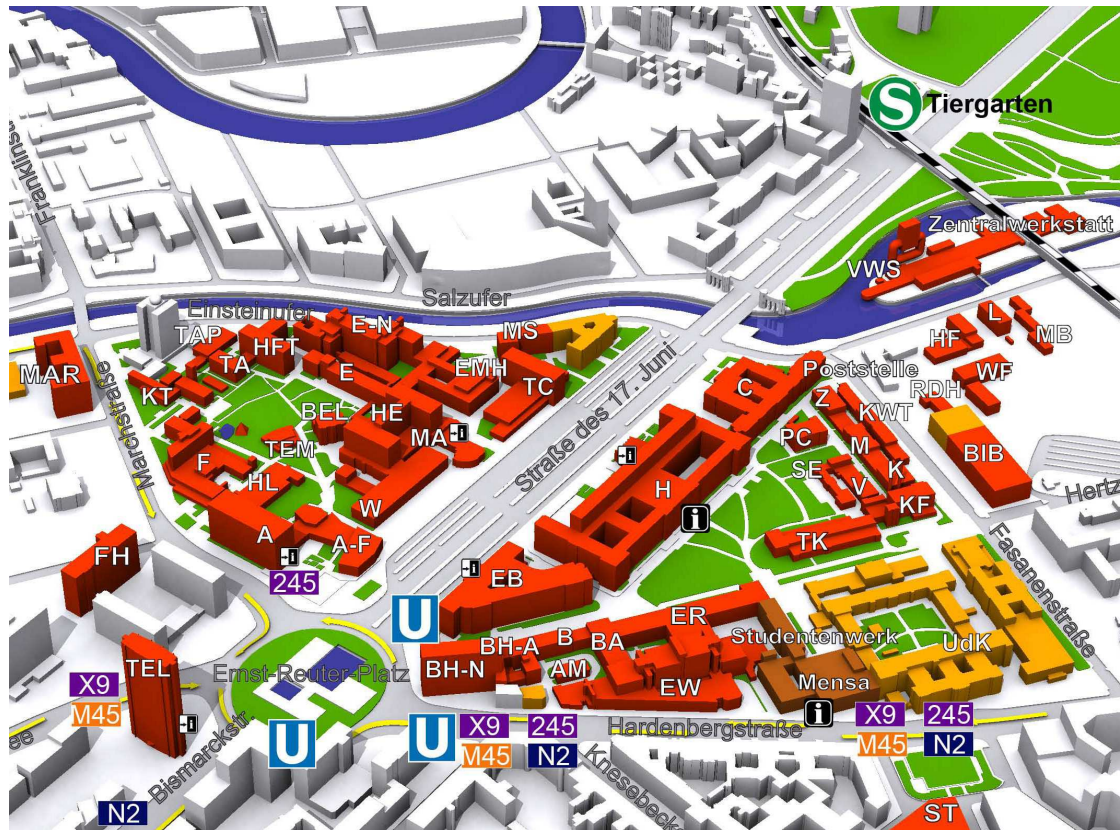 S Tiergarten
Franklinstr
Zentralwerkstatt
VWS
Salzufer
Einsteinufer
E-N
MS
TAP
HFT
TA
E
EMH
TC
L
HF
MB
MAR
KT
Marchstraße
BEL
HE
MA
TEM
Straße des 17. Juni
C
Poststelle
Z
KWT
RDH
WF
PC
M
SE
V
K
KF
BIB
Hertz
F
HL
W
H
i
A
A-F
245
TK
FH
EB
U
Fasanenstraße
ER
B
BA
BH-A
BH-N
AM
EW
Studentenwerk
Mensa
UdK
TEL
Ernst-Reuter-Platz
X9
M45
ee
Bismarckstr.
U
U
X9 245
M45 N2
Hardenbergstraße
i
X9 245
M45 N2
Knesebeck
N2
ST